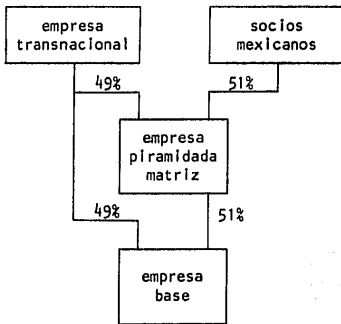 empresa
transnacional
socios
mexicanos
49%
51%
empresa
piramidada
matriz
49%
51%
empresa
base